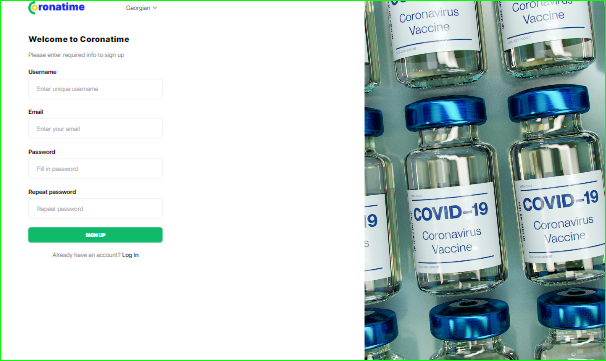 Coronatime
Georgian
Welcome to Coronatime
Please enter required info to sign up
Username
Enter unique username
Email
Enter your email
Password
Fill in password
Repeat password
Repeat password
SIGN UP
Already have an account? Log In
Coronavirus
Vaccine
Coronavirus
Vaccine
19
COVID-19
Coronavirus
Vaccine
COVID-19
Coronavirus
Vaccine